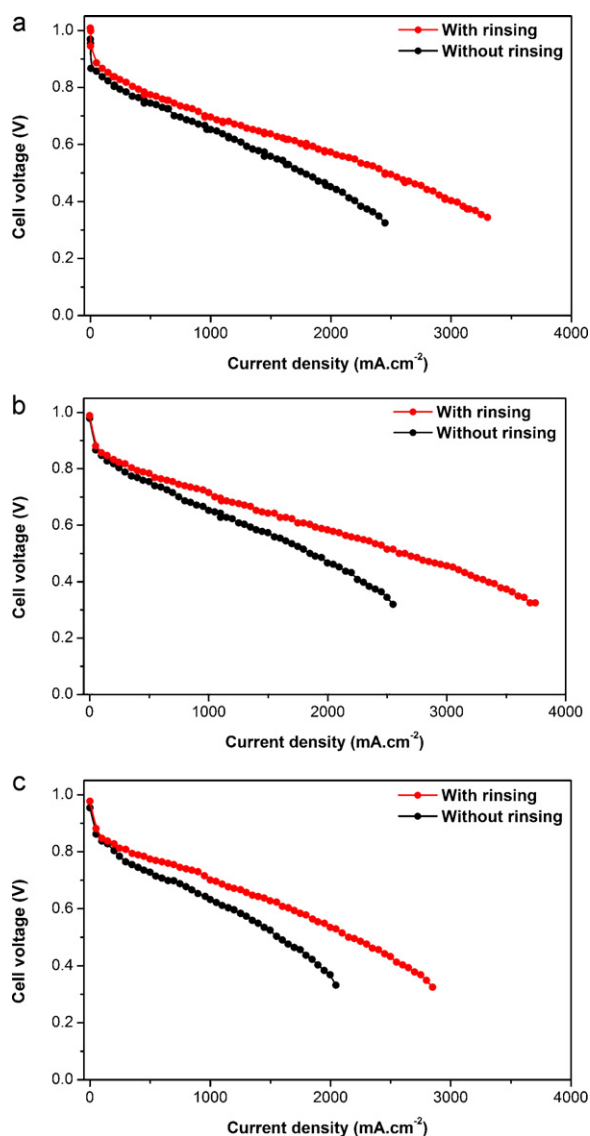 a
1.0
0.8
0.6
0.4
0.2
0.0
Cell voltage (V)
With rinsing
Without rinsing
0 1000 2000 3000 4000
Current density (mA.cm⁻²)
b
1.0
0.8
0.6
0.4
0.2
0.0
Cell voltage (V)
With rinsing
Without rinsing
0 1000 2000 3000 4000
Current density (mA.cm⁻²)
c
1.0
0.8
0.6
0.4
0.2
0.0
Cell voltage (V)
With rinsing
Without rinsing
0 1000 2000 3000 4000
Current density (mA.cm⁻²)